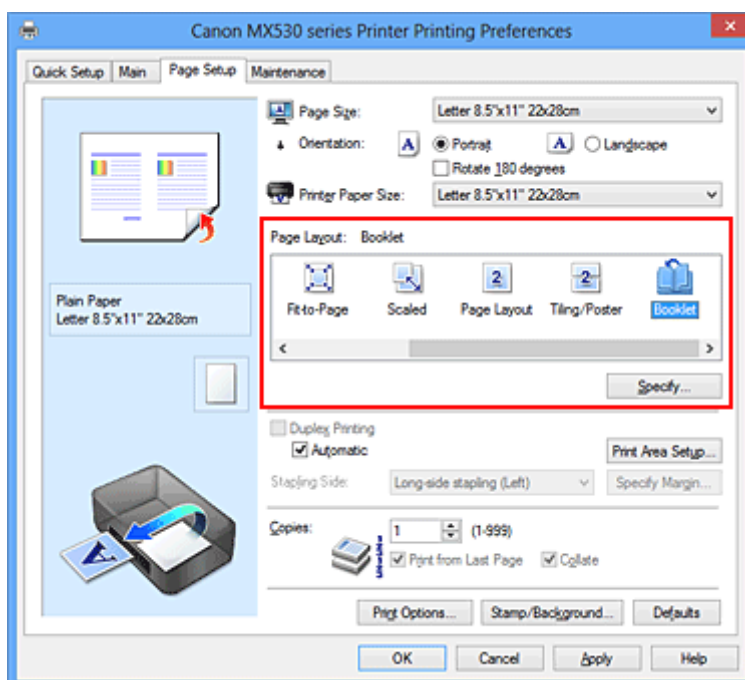 Canon MX530 series Printer Printing Preferences
Quick Setup Main Page Setup Maintenance
Page Size: Letter 8.5"x11" 22x28cm
Orientation: A Portrait A Landscape
Rotate 180 degrees
Printer Paper Size: Letter 8.5"x11" 22x28cm
Page Layout: Booklet
2 2
Fit-to-Page Scaled Page Layout Tiling/Poster Booklet
Specify...
Plain Paper
Letter 8.5"x11" 22x28cm
Duplex Printing
Automatic Print Area Setup...
Stapling Side: Long-side stapling (Left) Specify Margin...
Copies: 1 (1-999)
Print from Last Page Collate
A
Print Options... Stamp/Background... Defaults
OK Cancel Apply Help